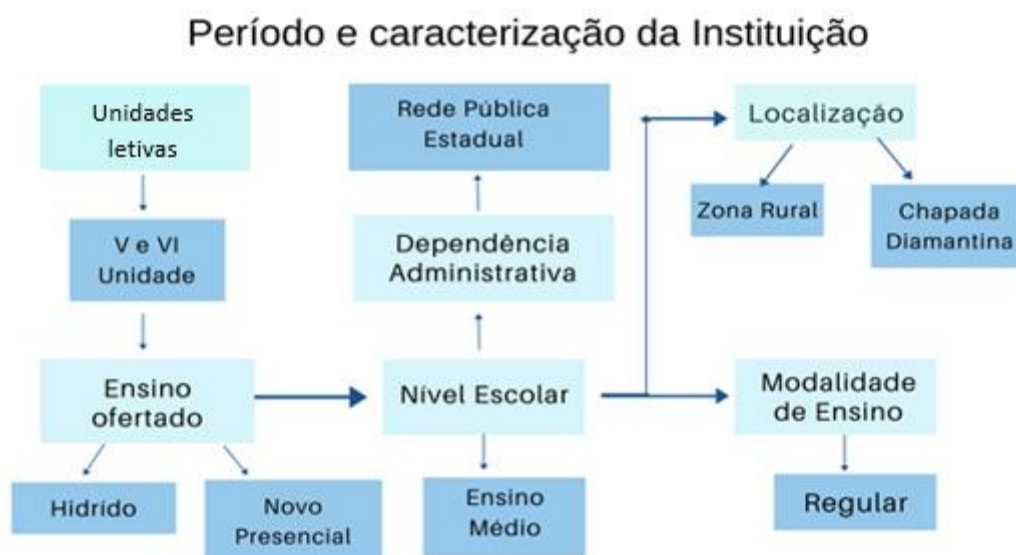 Período e caracterização da Instituição
Unidades
letivas
V e VI
Unidade
Ensino
ofertado
Hidrído
Novo
Presencial
Rede Pública
Estadual
Dependência
Administrativa
Nível Escolar
Ensino
Médio
Localização
Zona Rural
Chapada
Diamantina
Modalidade
de Ensino
Regular